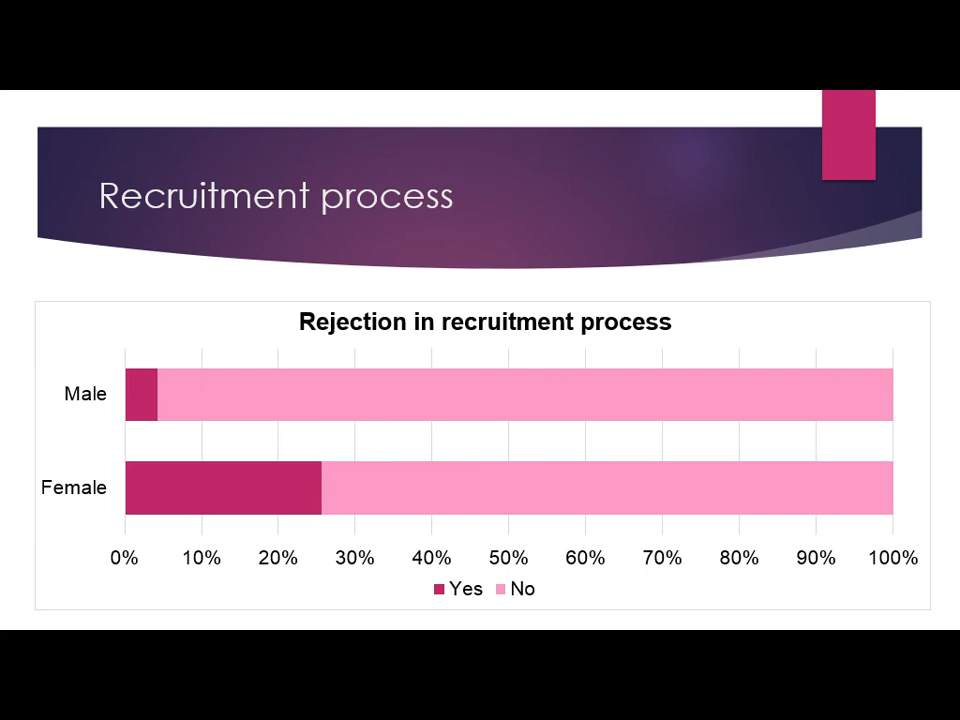 Recruitment process
Rejection in recruitment process
Male
Female
0% 10% 20% 30% 40% 50% 60% 70% 80% 90% 100%
Yes No